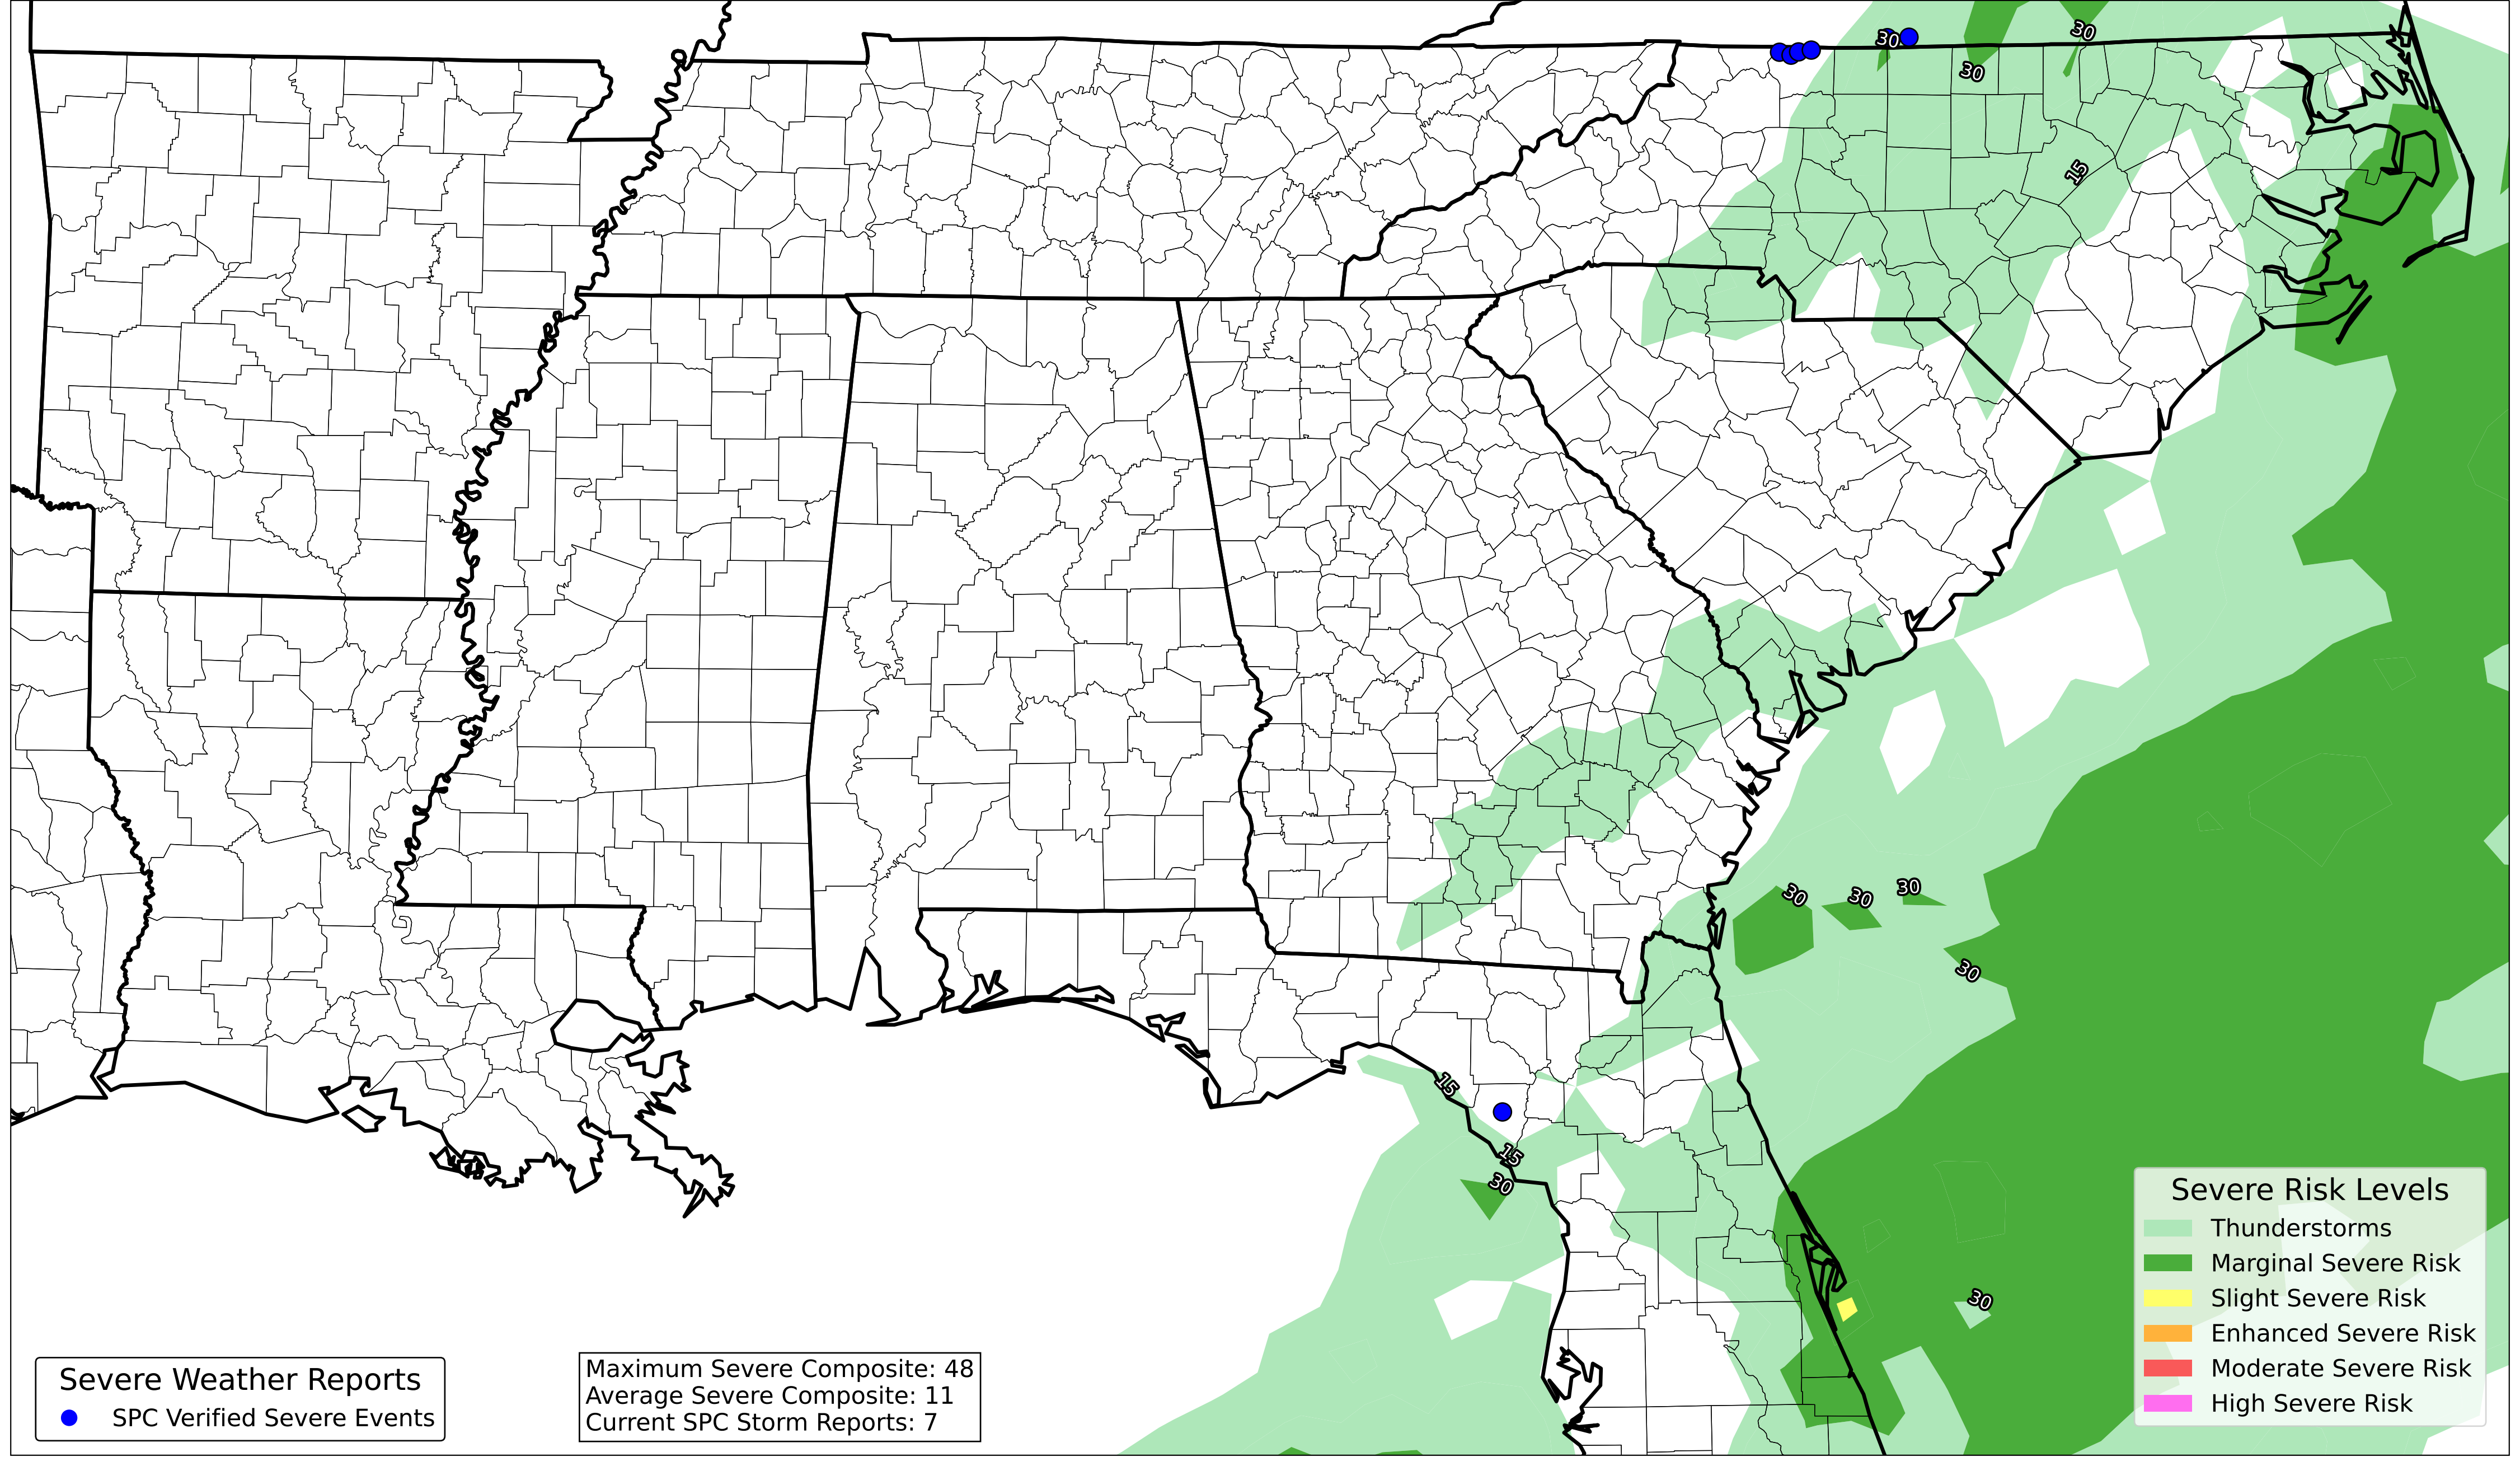 30
30
30
15
30
30
30
30
15
15
30
30
Severe Risk Levels
Thunderstorms
Marginal Severe Risk
Slight Severe Risk
Enhanced Severe Risk
Moderate Severe Risk
High Severe Risk
Severe Weather Reports
SPC Verified Severe Events
Maximum Severe Composite: 48
Average Severe Composite: 11
Current SPC Storm Reports: 7